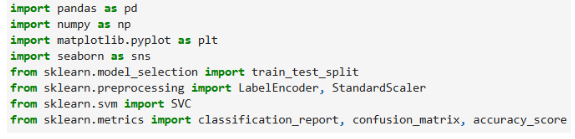 import pandas as pd
import numpy as np
import matplotlib.pyplot as plt
import seaborn as sns
from sklearn.model_selection import train_test_split
from sklearn.preprocessing import LabelEncoder, StandardScaler
from sklearn.svm import SVC
from sklearn.metrics import classification_report, confusion_matrix, accuracy_score